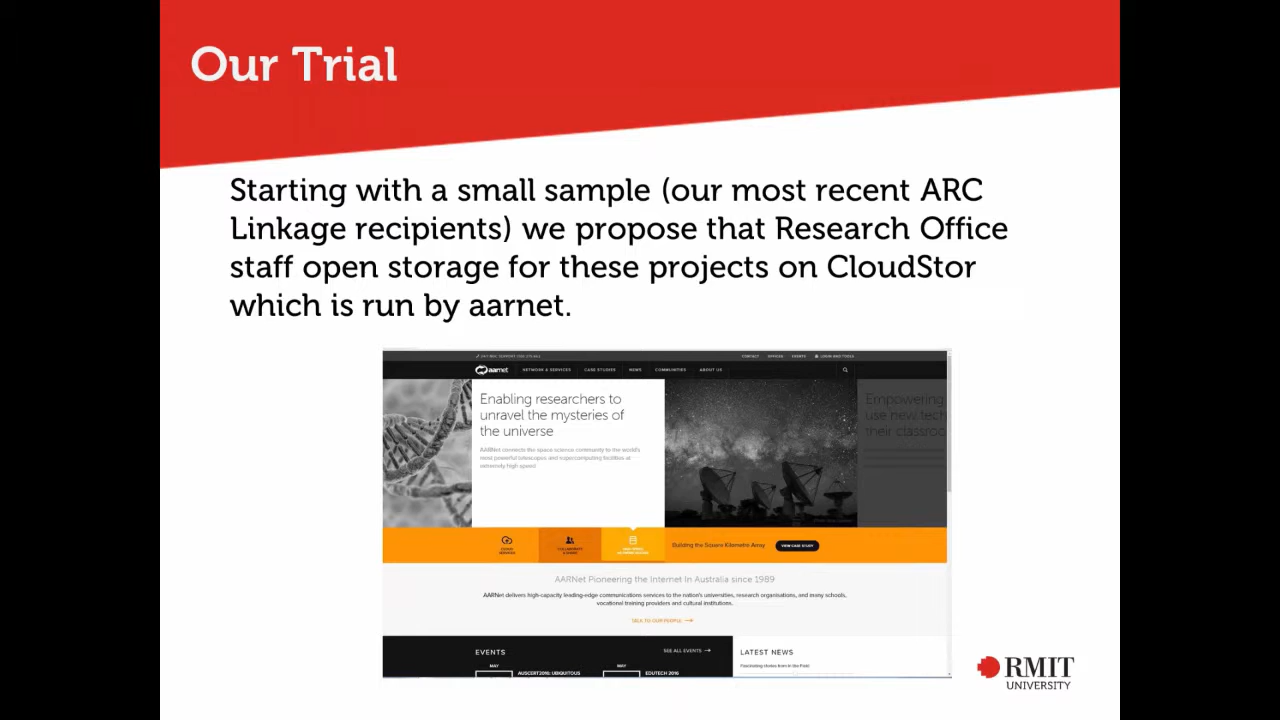 Our Trial
Starting with a small sample (our most recent ARC
Linkage recipients) we propose that Research Office
staff open storage for these projects on CloudStor
which is run by aarnet.
CONTACT OFFICES EVENTS LOGIN AND TOOLS
aarnet NETWORK & SERVICES CASE STUDIES NEWS COMMUNITIES ABOUT US
Enabling researchers to
unravel the mysteries of
the universe
AARNet connects the space science community to the world's
most powerful telescopes and supercomputing facilities at
extremely high speed
Empowering
use new tech
their classroo
Building the Square Kilometre Array VIEW CASE STUDY
AARNet Pioneering the Internet In Australia since 1989
AARNet delivers high-capacity leading-edge communications services to the nation's universities, research organisations, and many schools,
vocational training providers and cultural institutions.
TALK TO OUR PEOPLE
EVENTS SEE ALL EVENTS
LATEST NEWS
MAY MAY
Fascinating stories from in the Field
AUSCERT2016: UBIQUITOUS EDUTECH 2016
RMIT
UNIVERSITY